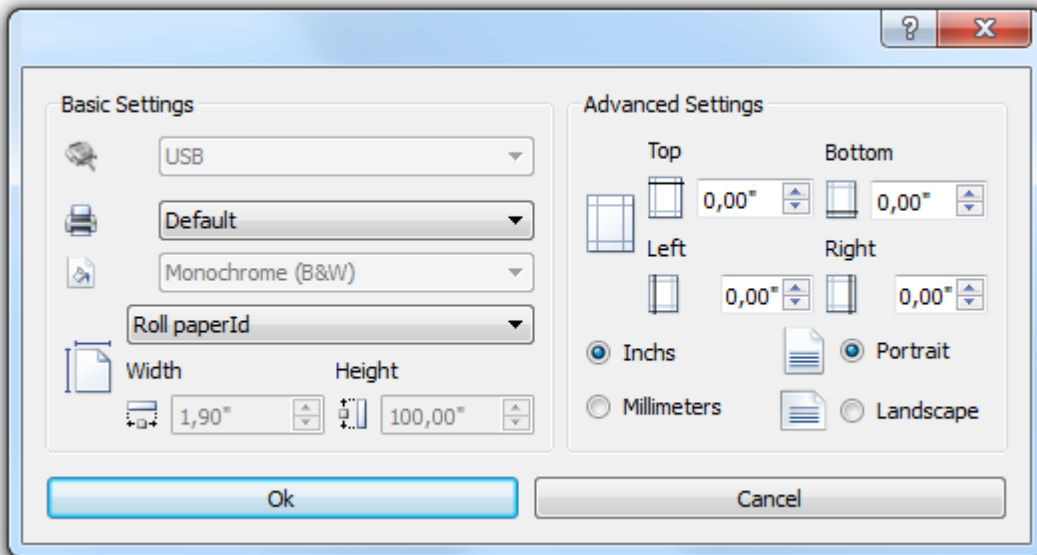 Basic Settings
USB
Default
Monochrome (B&W)
Roll paperId
Width
Height
1,90"
100,00"
Advanced Settings
Top
Bottom
0,00"
0,00"
Left
Right
0,00"
0,00"
Inchs
Portrait
Millimeters
Landscape
Ok
Cancel